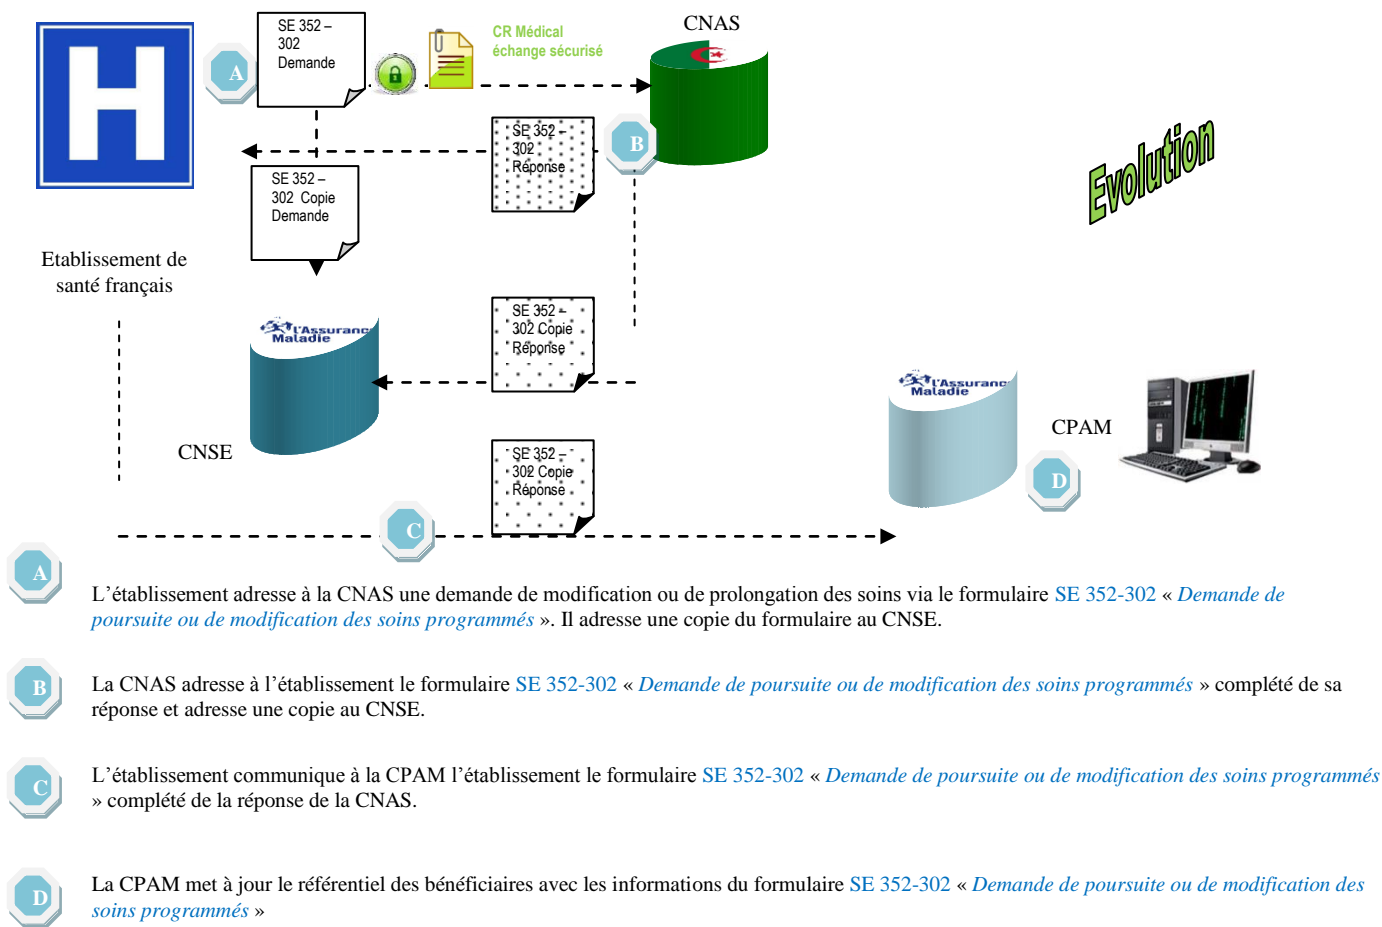 SE 352 –
302
Demande
A
CR Médical
échange sécurisé
CNAS
H
SE 352 –
302
Réponse
B
SE 352 –
302 Copie
Demande
Evolution
Etablissement de
santé français
l'Assurance
Maladie
CNSE
SE 352 –
302 Copie
Réponse
l'Assurance
Maladie
CPAM
D
SE 352 –
302 Copie
Réponse
C
A
L’établissement adresse à la CNAS une demande de modification ou de prolongation des soins via le formulaire SE 352-302 « Demande de
poursuite ou de modification des soins programmés ». Il adresse une copie du formulaire au CNSE.
B
La CNAS adresse à l’établissement le formulaire SE 352-302 « Demande de poursuite ou de modification des soins programmés » complété de sa
réponse et adresse une copie au CNSE.
C
L’établissement communique à la CPAM l’établissement le formulaire SE 352-302 « Demande de poursuite ou de modification des soins programmés
» complété de la réponse de la CNAS.
D
La CPAM met à jour le référentiel des bénéficiaires avec les informations du formulaire SE 352-302 « Demande de poursuite ou de modification des
soins programmés »